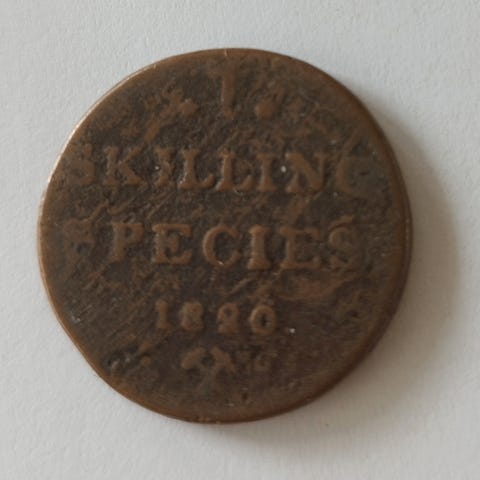 .1.
SKILLING
SPECIES
1820